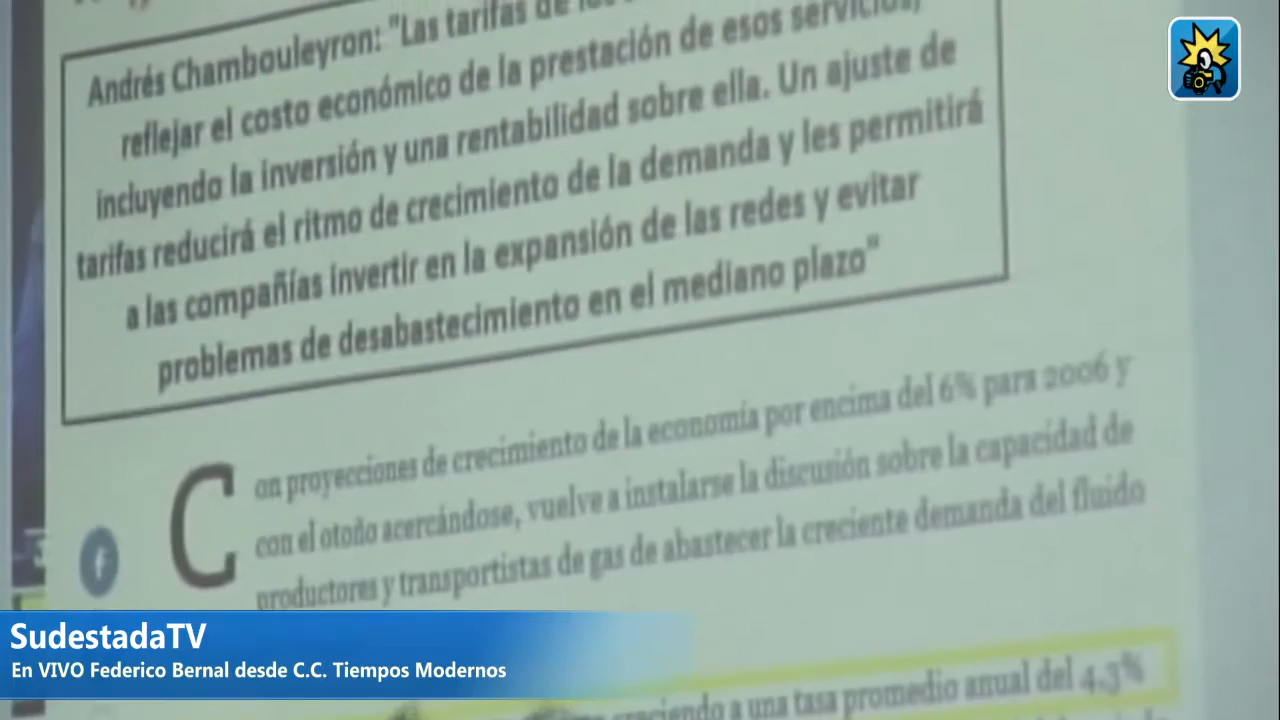 Andrés Chambouleyron: "Las tarifas de
reflejar el costo económico de la prestación de esos servicios,
incluyendo la inversión y una rentabilidad sobre ella. Un ajuste de
tarifas reducirá el ritmo de crecimiento de la demanda y les permitirá
a las compañías invertir en la expansión de las redes y evitar
problemas de desabastecimiento en el mediano plazo"
Con proyecciones de crecimiento de la economía por encima del 6% para 2006 y
con el otoño acercándose, vuelve a instalarse la discusión sobre la capacidad de
productores y transportistas de gas de abastecer la creciente demanda del fluido
f
creciendo a una tasa promedio anual del 4,3%
SudestadaTV
En VIVO Federico Bernal desde C.C. Tiempos Modernos